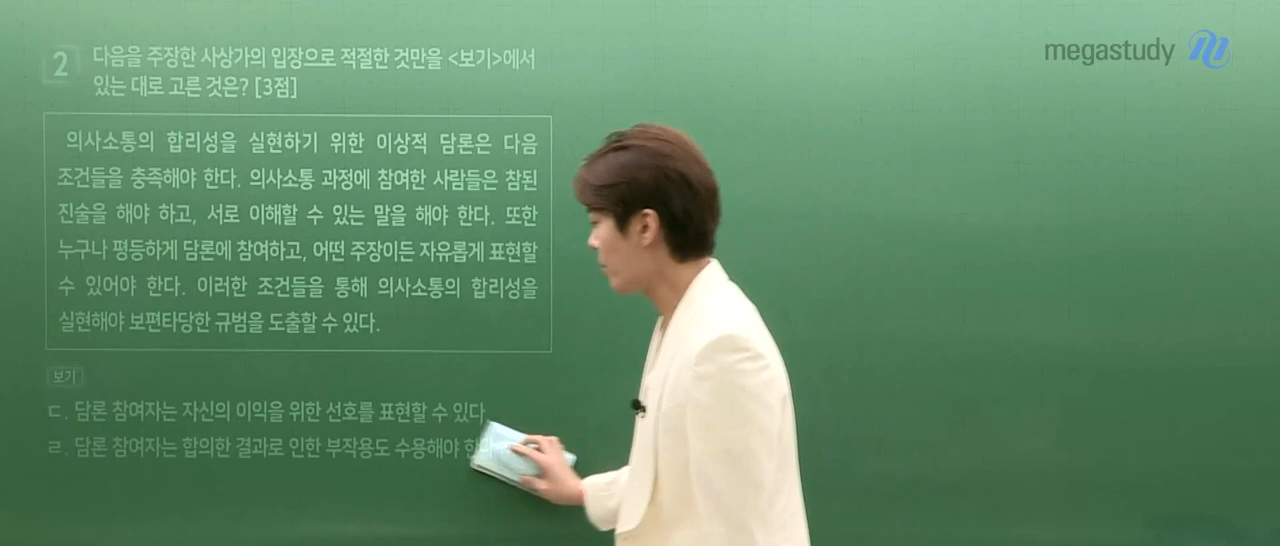 megastudy
2 다음을 주장한 사상가의 입장으로 적절한 것만을 <보기>에서
있는 대로 고른 것은? [3점]
의사소통의 합리성을 실현하기 위한 이상적 담론은 다음
조건들을 충족해야 한다. 의사소통 과정에 참여한 사람들은 참된
진술을 해야 하고, 서로 이해할 수 있는 말을 해야 한다. 또한
누구나 평등하게 담론에 참여하고, 어떤 주장이든 자유롭게 표현할
수 있어야 한다. 이러한 조건들을 통해 의사소통의 합리성을
실현해야 보편타당한 규범을 도출할 수 있다.
보기
ㄷ. 담론 참여자는 자신의 이익을 위한 선호를 표현할 수 있다.
ㄹ. 담론 참여자는 합의한 결과로 인한 부작용도 수용해야